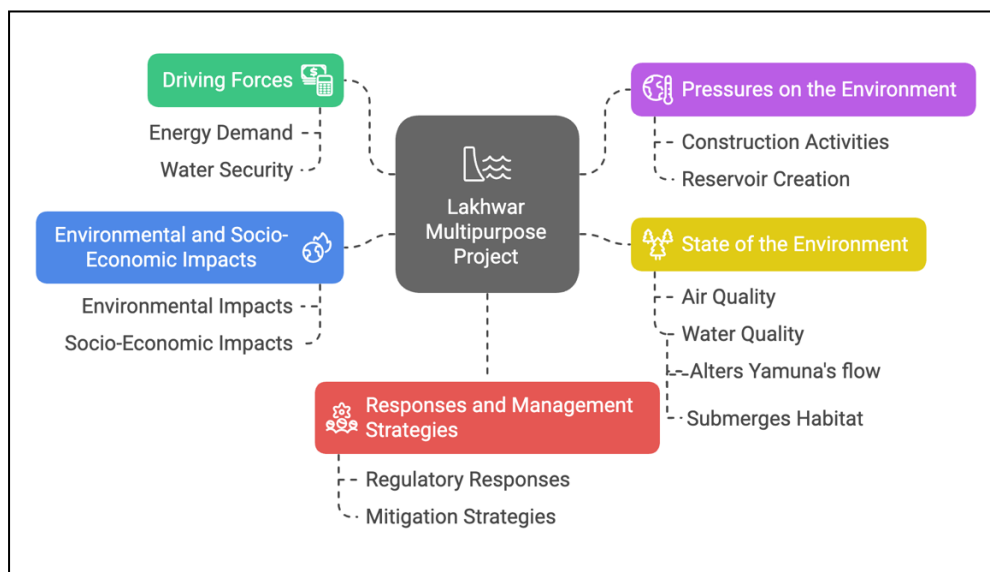 Driving Forces
Energy Demand
Water Security
Environmental and Socio-
Economic Impacts
Environmental Impacts
Socio-Economic Impacts
Lakhwar
Multipurpose
Project
Pressures on the Environment
Construction Activities
Reservoir Creation
State of the Environment
Air Quality
Water Quality
Alters Yamuna's flow
Submerges Habitat
Responses and Management
Strategies
Regulatory Responses
Mitigation Strategies